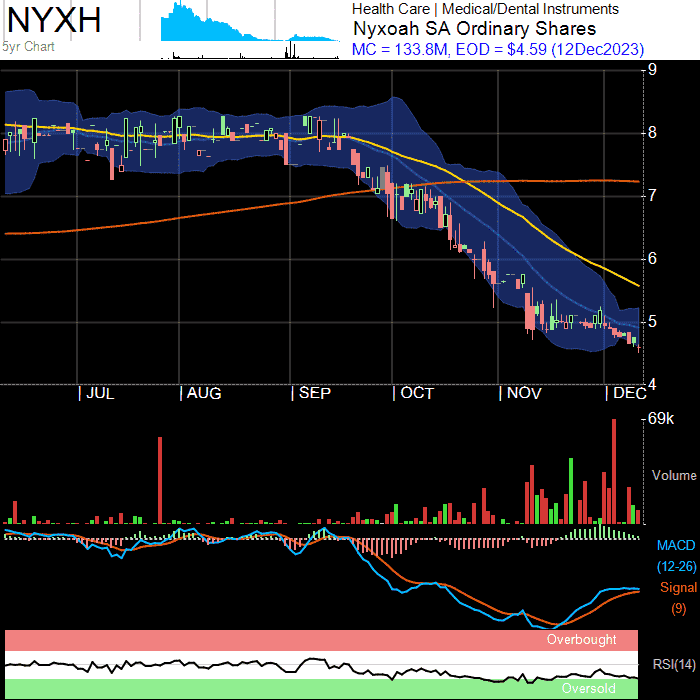 NYXH
5yr Chart
Health Care | Medical/Dental Instruments
Nyxoah SA Ordinary Shares
MC = 133.8M, EOD = $4.59 (12Dec2023)
9
8
7
6
5
4
JUL
AUG
SEP
OCT
NOV
DEC
69k
Volume
MACD
(12-26)
Signal
(9)
Overbought
RSI(14)
Oversold